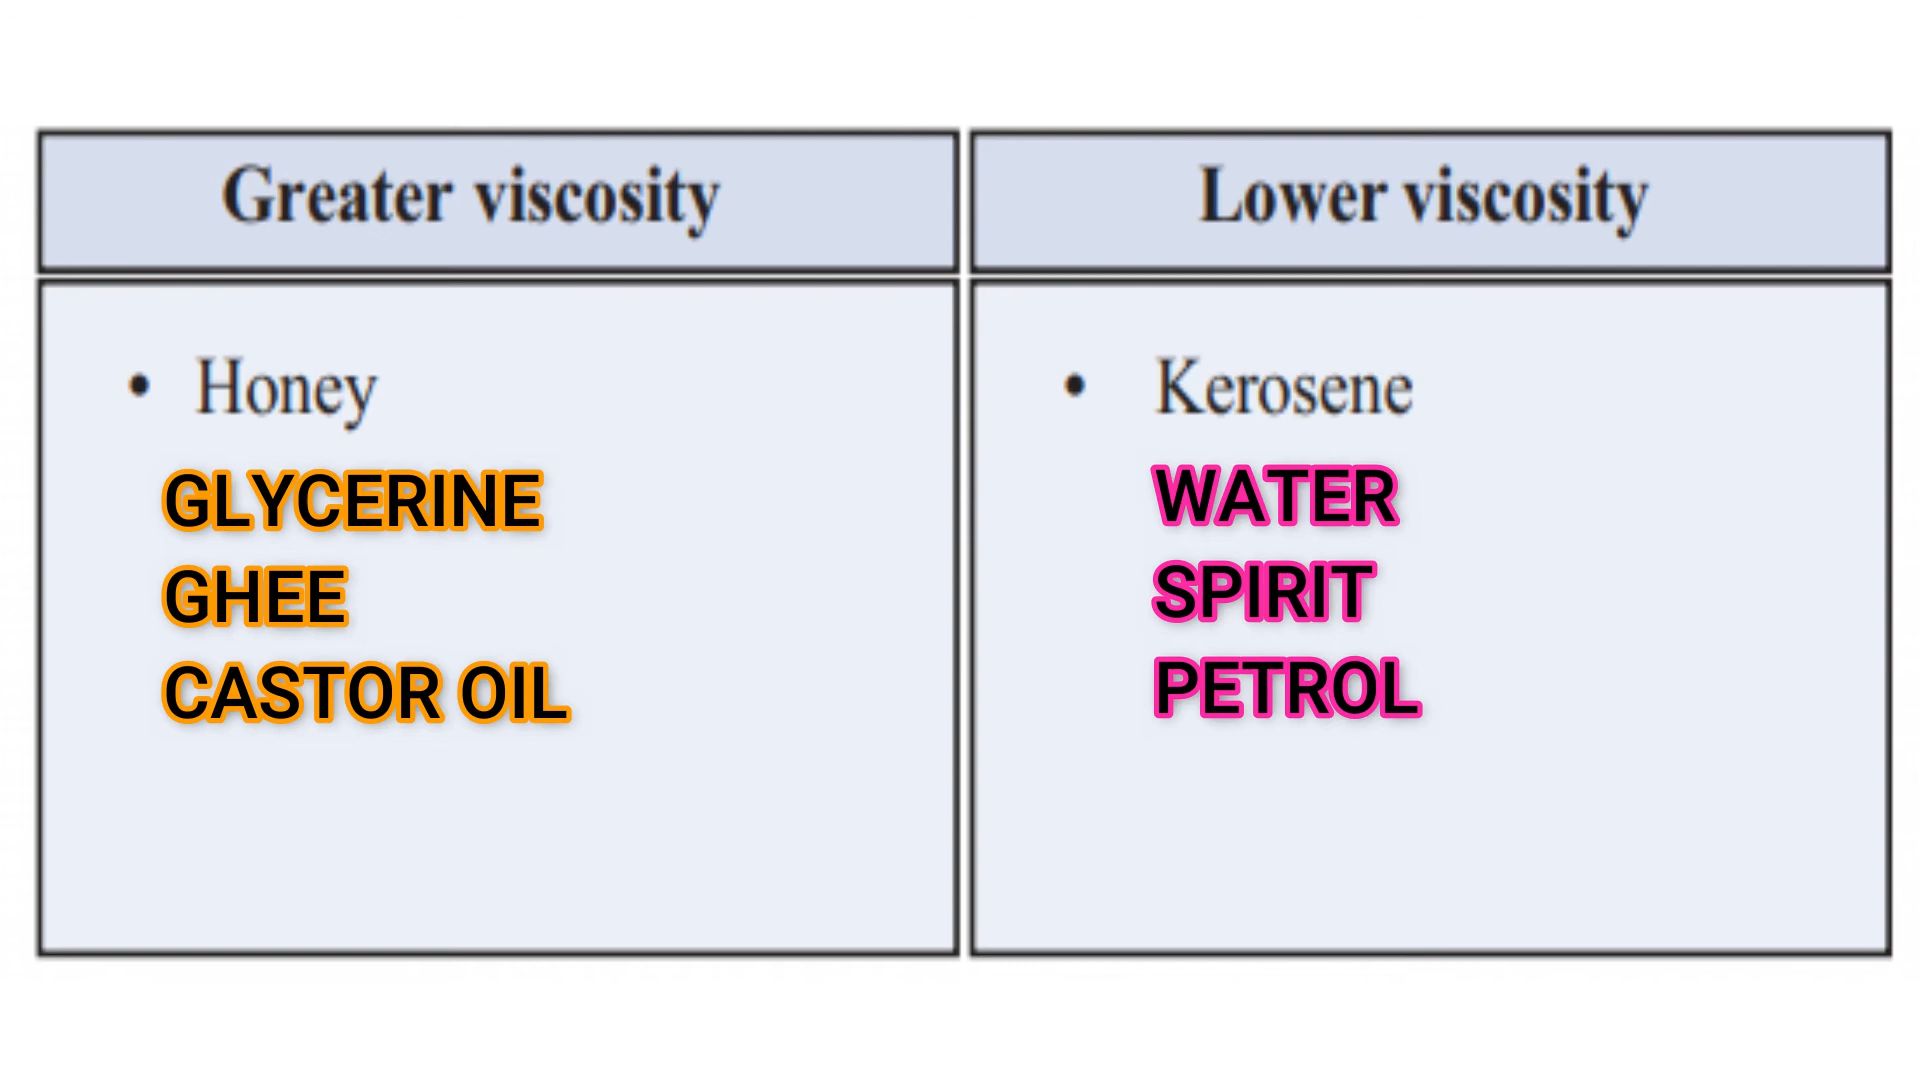 Greater viscosity
Lower viscosity
• Honey
GLYCERINE
GHEE
CASTOR OIL
• Kerosene
WATER
SPIRIT
PETROL